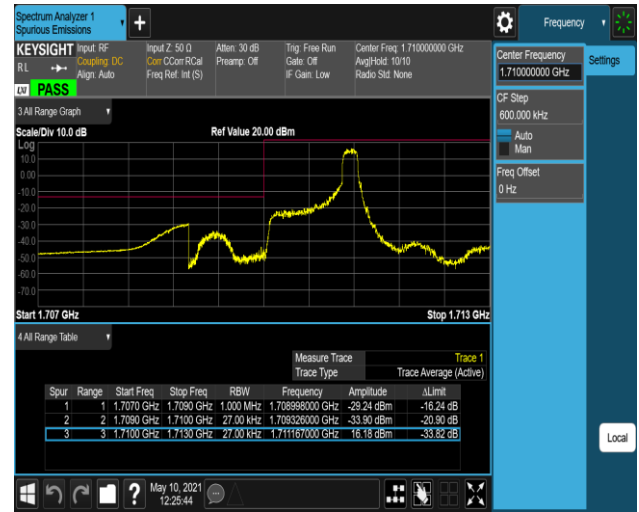 Spectrum Analyzer 1
Spurious Emissions
Frequency
KEYSIGHT
RL
LXI PASS
Input: RF
Coupling: DC
Align: Auto
Input Z: 50 Ω
Corr CCorr RCal
Freq Ref: Int (S)
Atten: 30 dB
Preamp: Off
Trig: Free Run
Gate: Off
IF Gain: Low
Center Freq: 1.710000000 GHz
Avg|Hold: 10/10
Radio Std: None
Center Frequency
1.710000000 GHz
Settings
CF Step
600.000 kHz
Auto
Man
Freq Offset
0 Hz
3 All Range Graph
Scale/Div 10.0 dB
Ref Value 20.00 dBm
Log
10.0
0.00
-10.0
-20.0
-30.0
-40.0
-50.0
-60.0
-70.0
Start 1.707 GHz
Stop 1.713 GHz
4 All Range Table
Measure Trace Trace 1
Trace Type Trace Average (Active)
Spur Range Start Freq Stop Freq RBW Frequency Amplitude ΔLimit
1 1 1.7070 GHz 1.7090 GHz 1.000 MHz 1.708998000 GHz -29.24 dBm -16.24 dB
2 2 1.7090 GHz 1.7100 GHz 27.00 kHz 1.709326000 GHz -33.90 dBm -20.90 dB
3 3 1.7100 GHz 1.7130 GHz 27.00 kHz 1.711167000 GHz 16.18 dBm -33.82 dB
Local
?
May 10, 2021
12:25:44